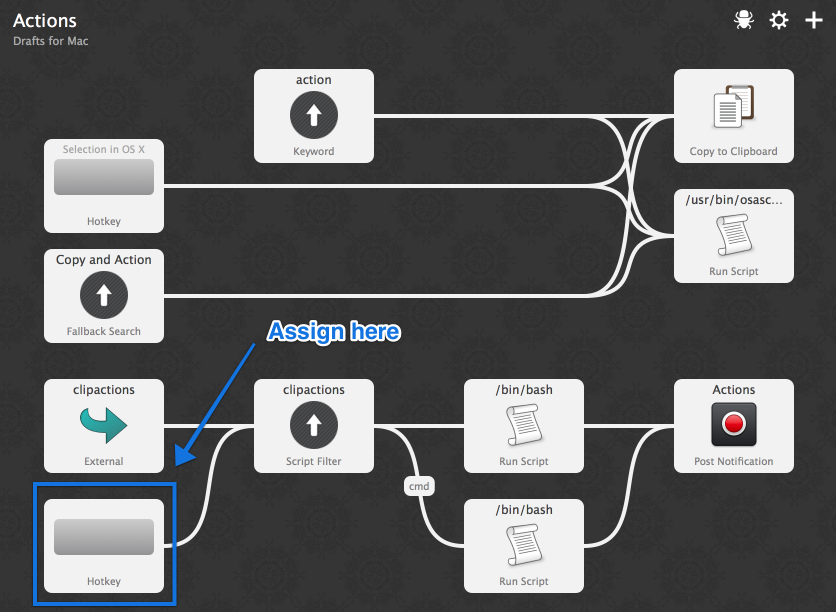 Actions
Drafts for Mac
action
Keyword
Copy to Clipboard
Selection in OS X
Hotkey
/usr/bin/osasc...
Run Script
Copy and Action
Fallback Search
Assign here
clipactions
External
clipactions
Script Filter
/bin/bash
Run Script
Actions
Post Notification
cmd
Hotkey
/bin/bash
Run Script